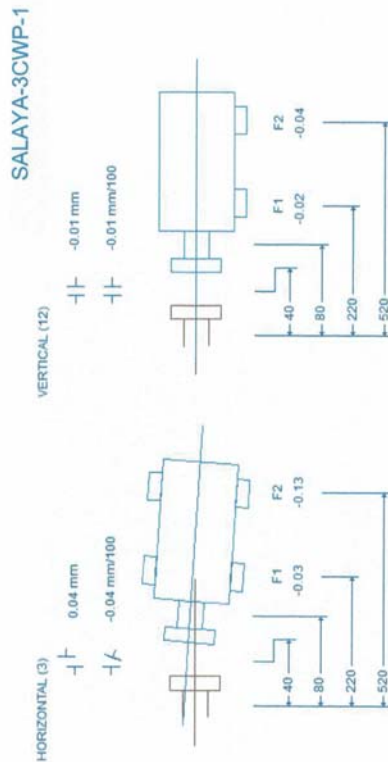 SALAYA-3CWP-1
HORIZONTAL (3)
0.04 mm
-0.04 mm/100
F1
-0.03
F2
-0.13
40
80
220
520
VERTICAL (12)
-0.01 mm
-0.01 mm/100
F1
-0.02
F2
-0.04
40
80
220
520